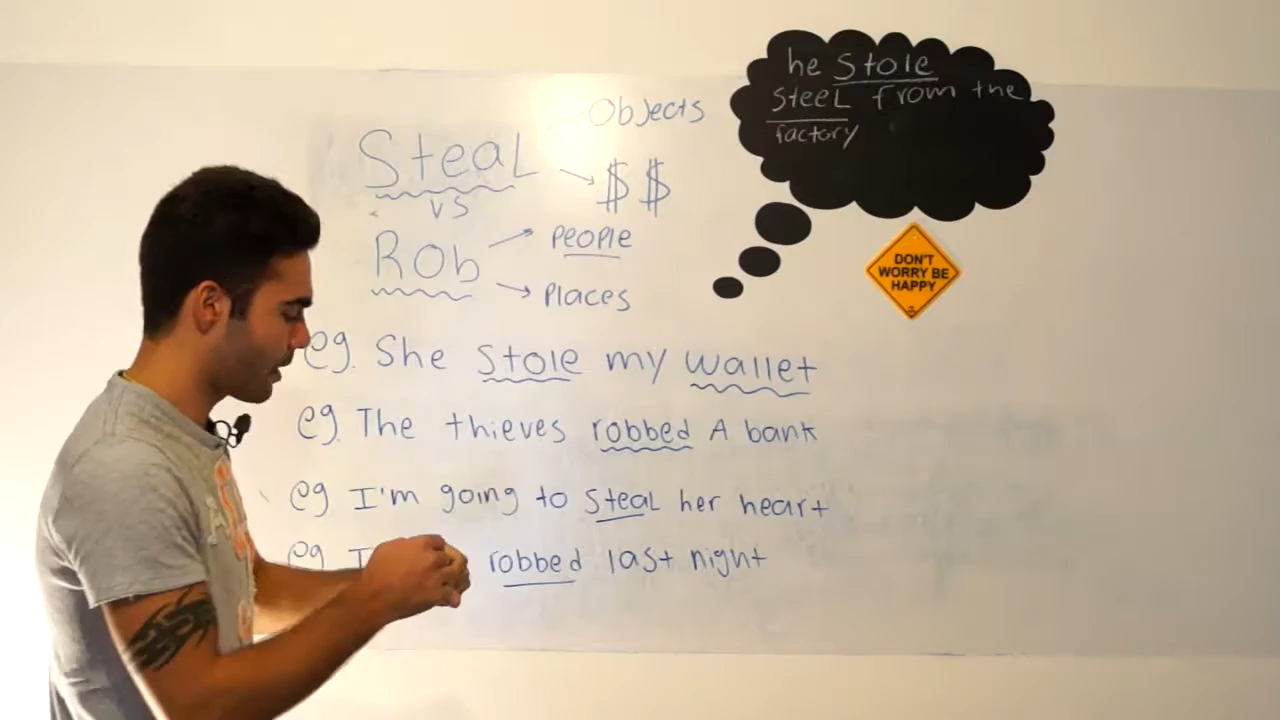 Steal
Objects
$$
vs
Rob
People
Places
eg. She stole my wallet
eg. The thieves robbed A bank
eg I'm going to steal her heart
eg I robbed last night
he stole
steel from the
factory
DON'T
WORRY BE
HAPPY